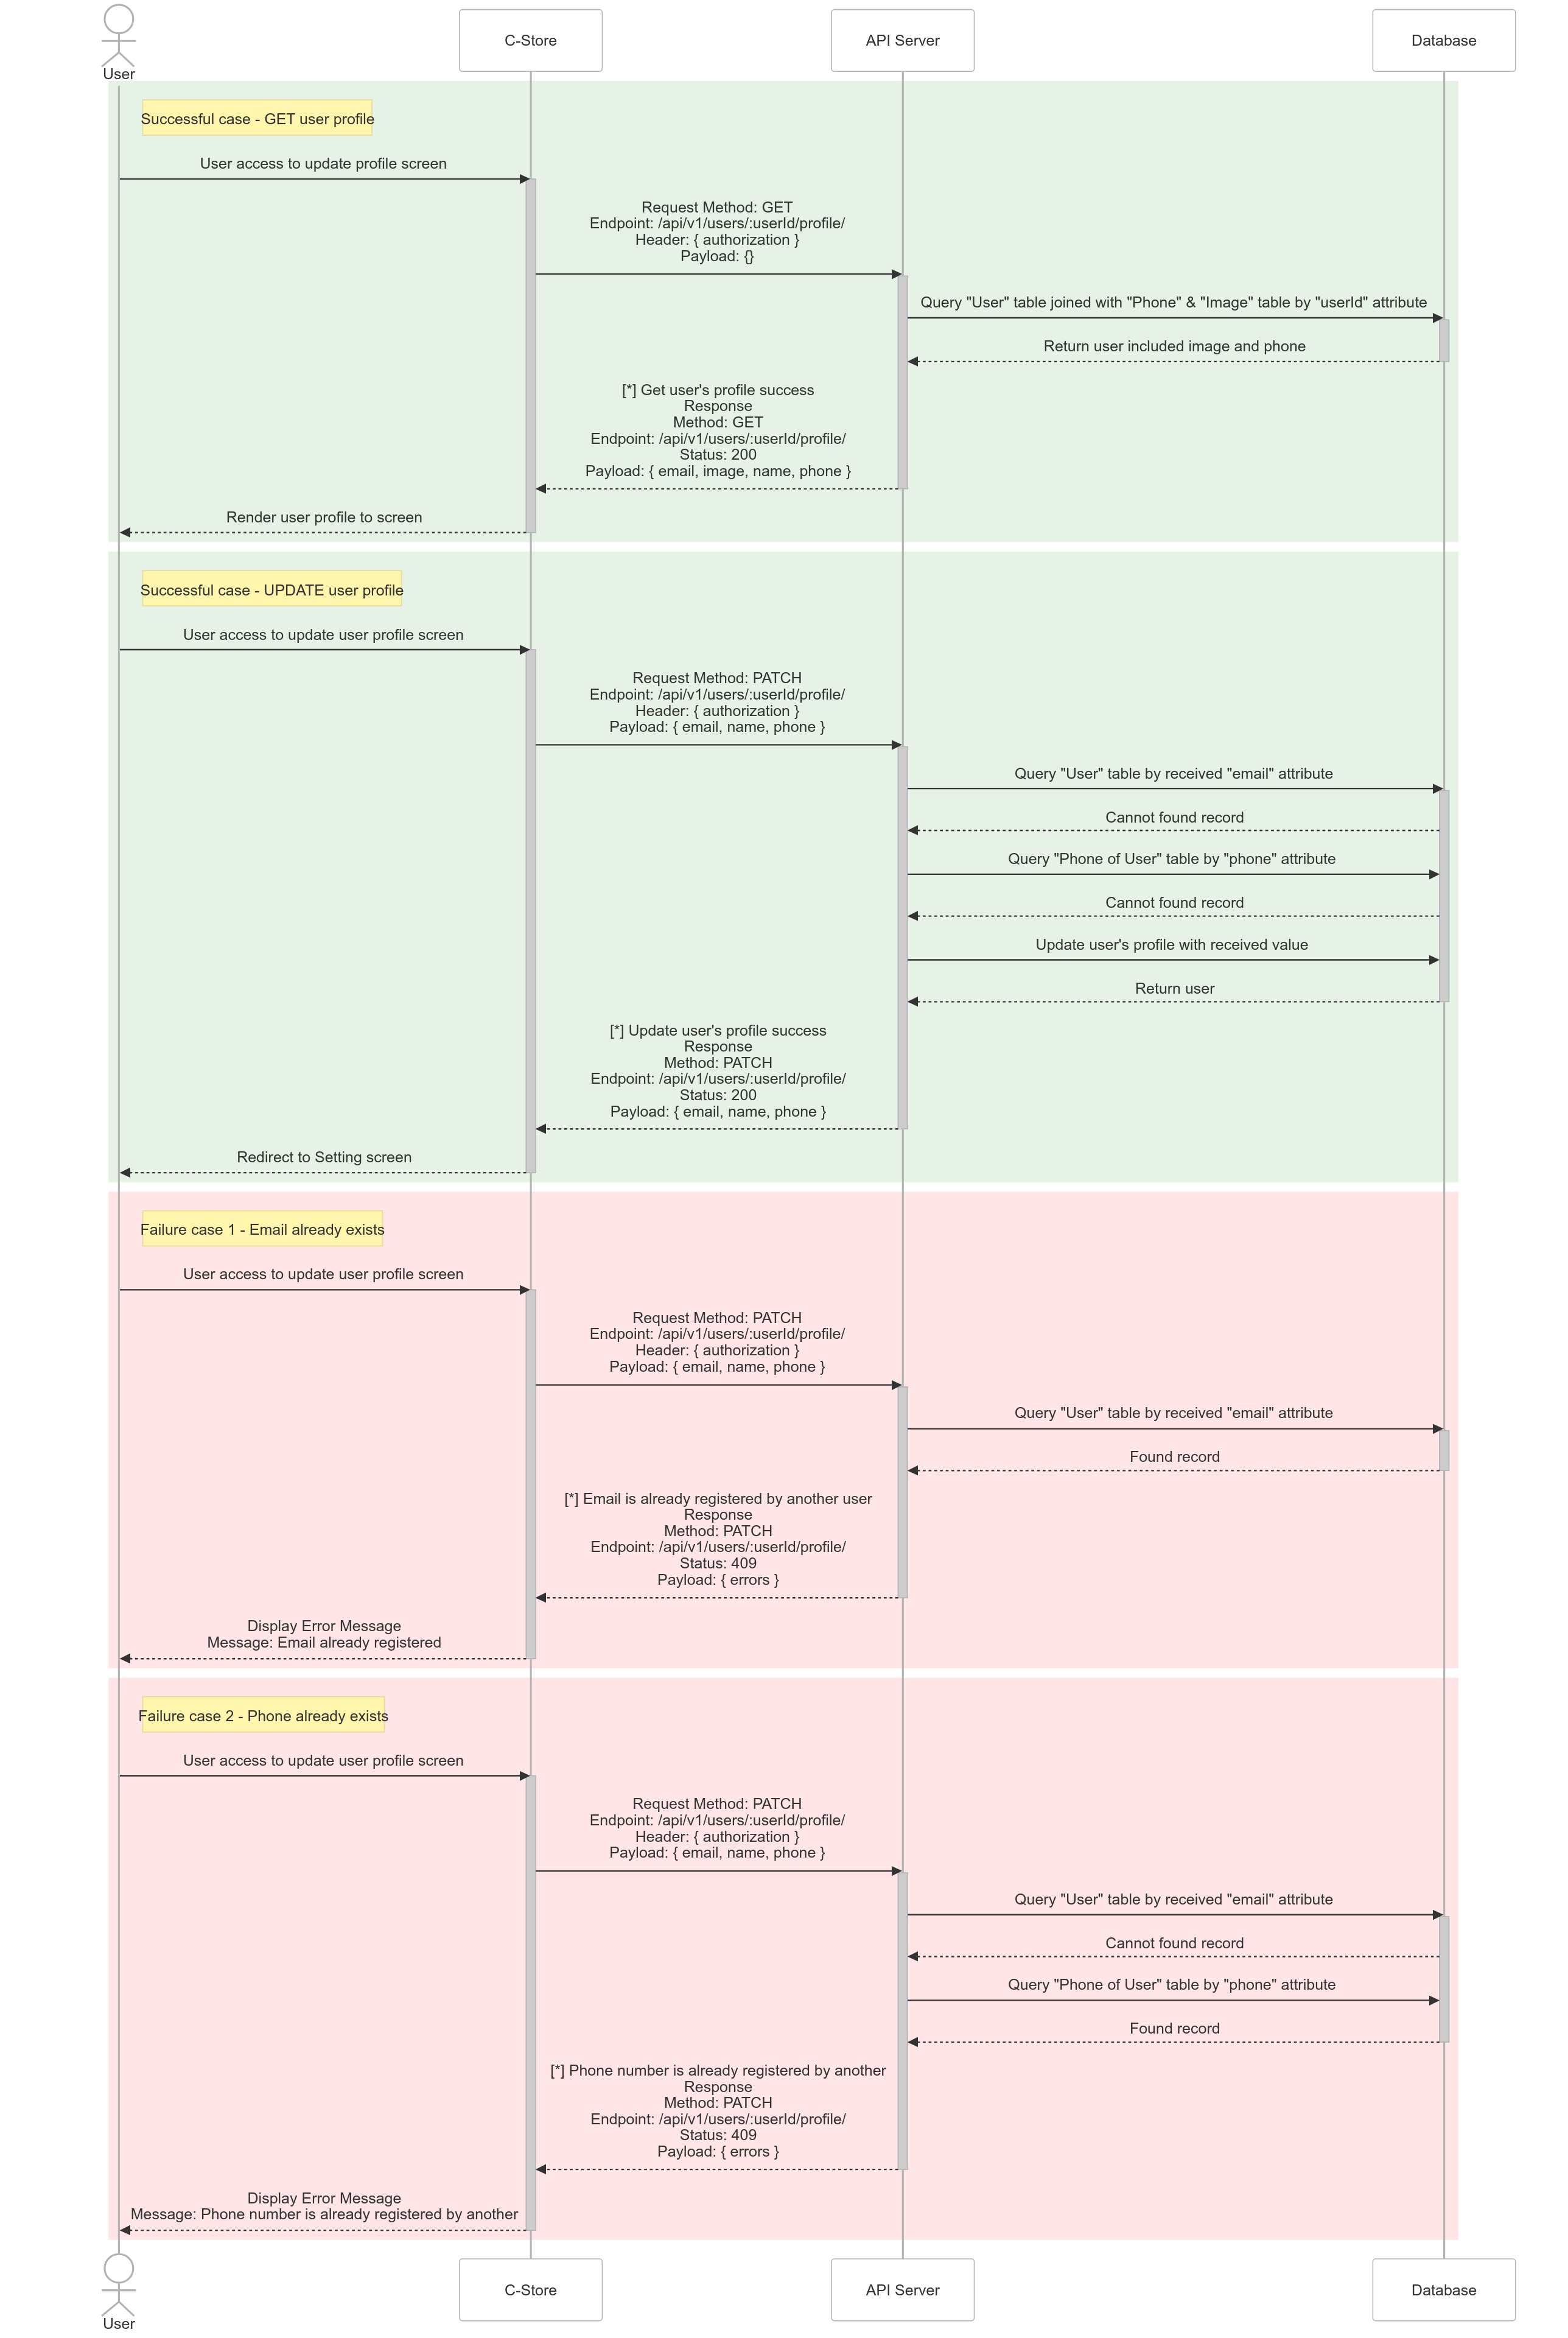 User
C-Store
API Server
Database
Successful case - GET user profile
User access to update profile screen
Request Method: GET
Endpoint: /api/v1/users/:userId/profile/
Header: { authorization }
Payload: {}
Query "User" table joined with "Phone" & "Image" table by "userId" attribute
Return user included image and phone
[*] Get user's profile success
Response
Method: GET
Endpoint: /api/v1/users/:userId/profile/
Status: 200
Payload: { email, image, name, phone }
Render user profile to screen
Successful case - UPDATE user profile
User access to update user profile screen
Request Method: PATCH
Endpoint: /api/v1/users/:userId/profile/
Header: { authorization }
Payload: { email, name, phone }
Query "User" table by received "email" attribute
Cannot found record
Query "Phone of User" table by "phone" attribute
Cannot found record
Update user's profile with received value
Return user
[*] Update user's profile success
Response
Method: PATCH
Endpoint: /api/v1/users/:userId/profile/
Status: 200
Payload: { email, name, phone }
Redirect to Setting screen
Failure case 1 - Email already exists
User access to update user profile screen
Request Method: PATCH
Endpoint: /api/v1/users/:userId/profile/
Header: { authorization }
Payload: { email, name, phone }
Query "User" table by received "email" attribute
Found record
[*] Email is already registered by another user
Response
Method: PATCH
Endpoint: /api/v1/users/:userId/profile/
Status: 409
Payload: { errors }
Display Error Message
Message: Email already registered
Failure case 2 - Phone already exists
User access to update user profile screen
Request Method: PATCH
Endpoint: /api/v1/users/:userId/profile/
Header: { authorization }
Payload: { email, name, phone }
Query "User" table by received "email" attribute
Cannot found record
Query "Phone of User" table by "phone" attribute
Found record
[*] Phone number is already registered by another
Response
Method: PATCH
Endpoint: /api/v1/users/:userId/profile/
Status: 409
Payload: { errors }
Display Error Message
Message: Phone number is already registered by another
User
C-Store
API Server
Database